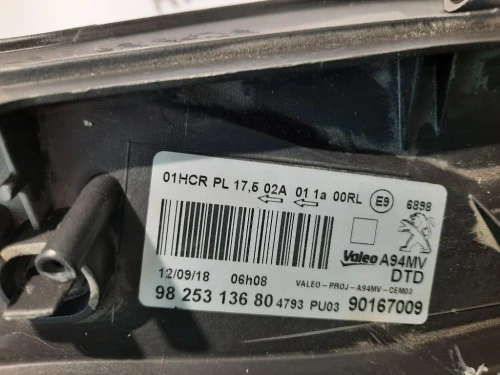 01HCR PL 17,5 02A 01 1a 00RL E9 6898
Valeo A94MV
DTD
12/09/18 06h08 VALEO-PROJ-A94MV-CEM03
98 253 136 80 4793 PU03 90167009